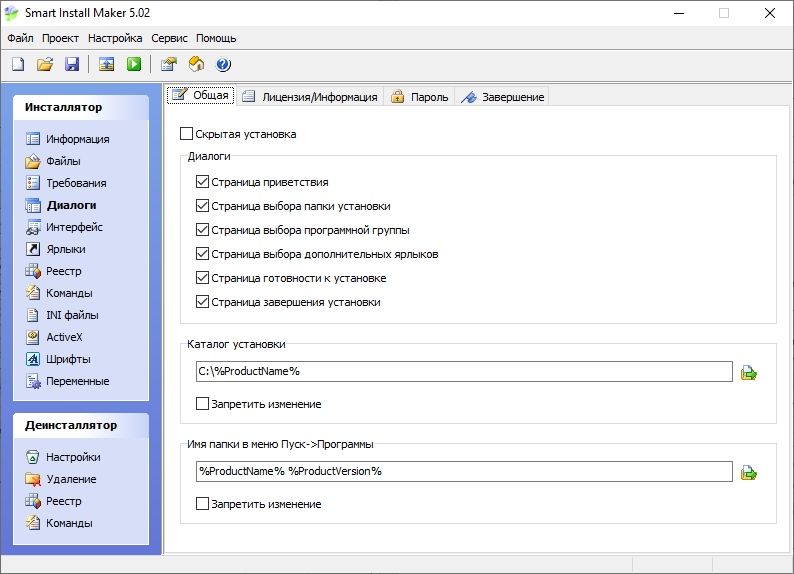 Smart Install Maker 5.02
Файл Проект Настройка Сервис Помощь
Инсталлятор
Информация
Файлы
Требования
Диалоги
Интерфейс
Ярлыки
Реестр
Команды
INI файлы
ActiveX
Шрифты
Переменные
Деинсталлятор
Настройки
Удаление
Реестр
Команды
Общая Лицензия/Информация Пароль Завершение
Скрытая установка
Диалоги
Страница приветствия
Страница выбора папки установки
Страница выбора программной группы
Страница выбора дополнительных ярлыков
Страница готовности к установке
Страница завершения установки
Каталог установки
C:\%ProductName%
Запретить изменение
Имя папки в меню Пуск->Программы
%ProductName% %ProductVersion%
Запретить изменение